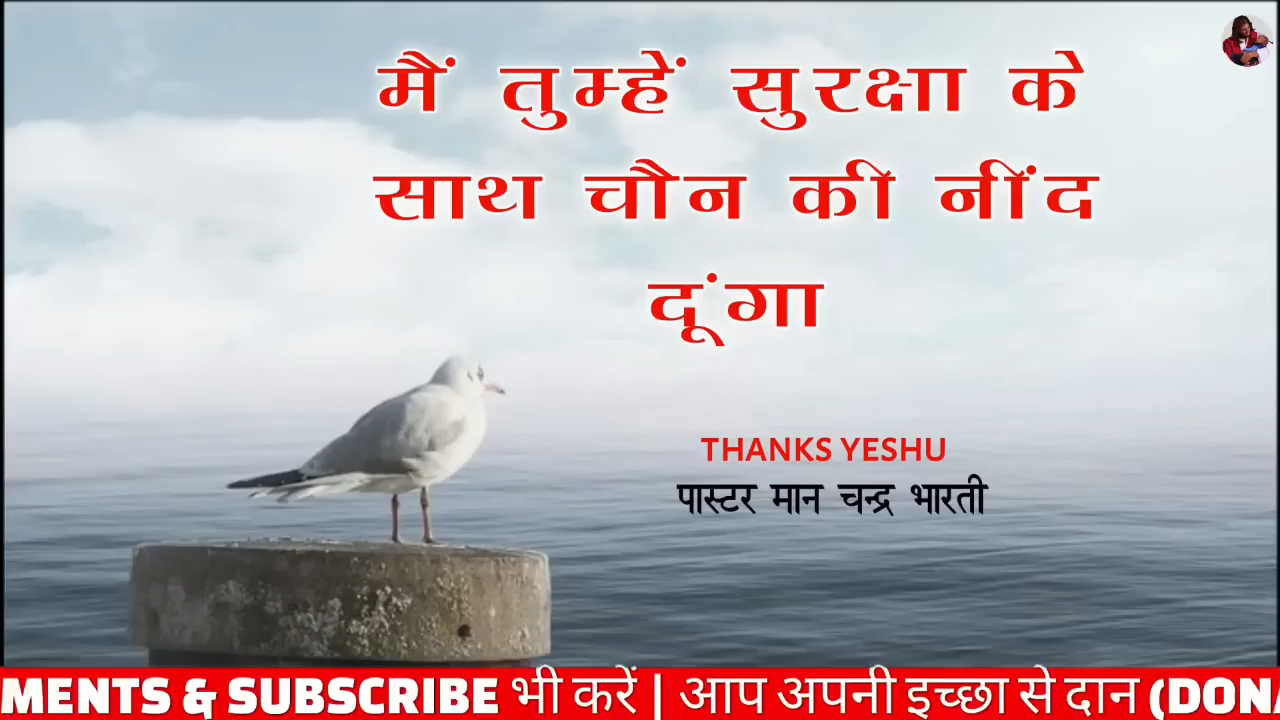 मैं तुम्हें सुरक्षा के
साथ चौन की नींद
दूंगा
THANKS YESHU
पास्टर मान चन्द्र भारती
MENTS & SUBSCRIBE भी करें | आप अपनी इच्छा से दान (DONA